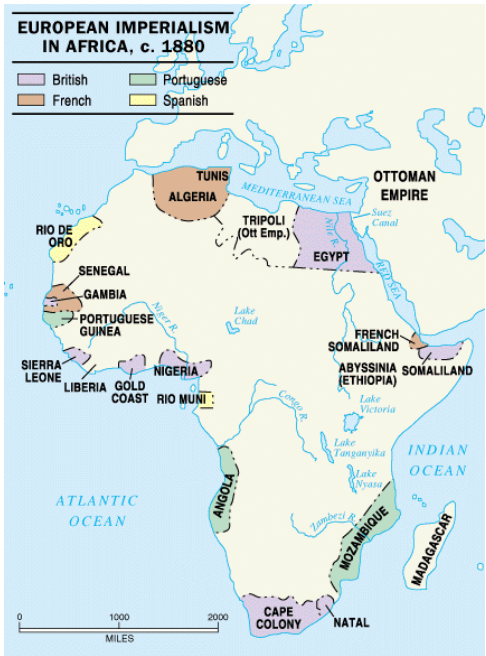 EUROPEAN IMPERIALISM
IN AFRICA, c. 1880
British
Portuguese
French
Spanish
TUNIS
ALGERIA
MEDITERRANEAN SEA
OTTOMAN
EMPIRE
TRIPOLI
(Ott Emp.)
Suez
Canal
Nile R.
EGYPT
RED SEA
RIO DE
ORO
SENEGAL
GAMBIA
PORTUGUESE
GUINEA
Niger R.
Lake
Chad
FRENCH
SOMALILAND
ABYSSINIA
(ETHIOPIA)
SOMALILAND
SIERRA
LEONE
LIBERIA
GOLD
COAST
NIGERIA
RIO MUNI
Congo R.
Lake
Victoria
Lake
Tanganyika
INDIAN
OCEAN
Lake
Nyasa
ATLANTIC
OCEAN
ANGOLA
Zambezi R.
MOZAMBIQUE
MADAGASCAR
CAPE
COLONY
NATAL
0
1000
2000
MILES